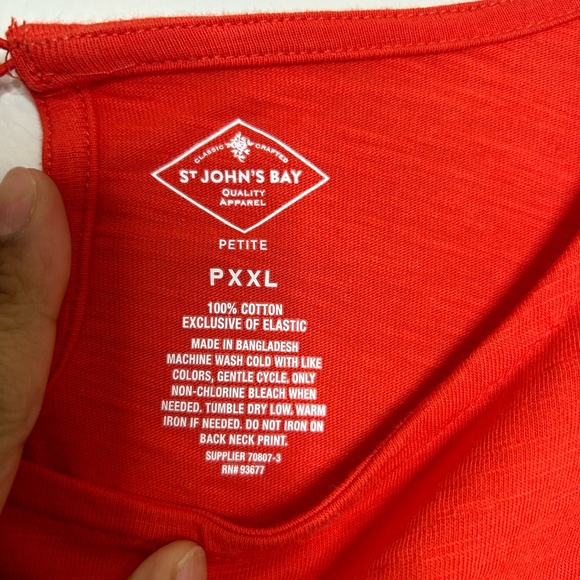 CLASSIC CRAFTED
ST JOHN'S BAY
QUALITY
APPAREL
PETITE
PXXL
100% COTTON
EXCLUSIVE OF ELASTIC
MADE IN BANGLADESH
MACHINE WASH COLD WITH LIKE
COLORS, GENTLE CYCLE. ONLY
NON-CHLORINE BLEACH WHEN
NEEDED. TUMBLE DRY LOW. WARM
IRON IF NEEDED. DO NOT IRON ON
BACK NECK PRINT.
SUPPLIER 70807-3
RN# 93677